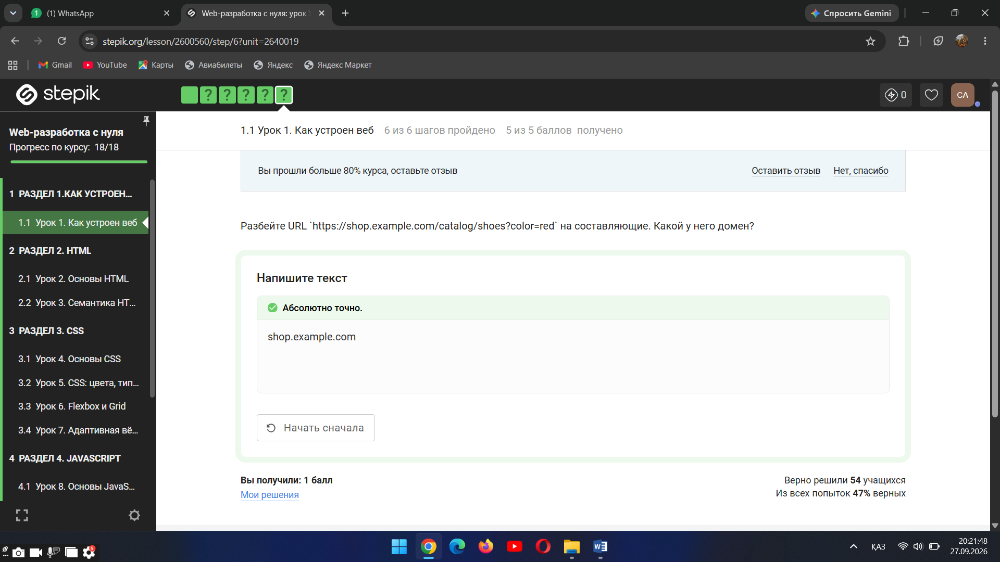 1
(1) WhatsApp
Web-разработка с нуля: урок
Спросить Gemini
stepik.org/lesson/2600560/step/6?unit=2640019
Gmail
YouTube
Карты
Авиабилеты
Яндекс
Яндекс Маркет
stepik
?
?
?
?
?
0
CA
Web-разработка с нуля
Прогресс по курсу: 18/18
1 РАЗДЕЛ 1.КАК УСТРОЕН...
1.1 Урок 1. Как устроен веб
2 РАЗДЕЛ 2. HTML
2.1 Урок 2. Основы HTML
2.2 Урок 3. Семантика HT...
3 РАЗДЕЛ 3. CSS
3.1 Урок 4. Основы CSS
3.2 Урок 5. CSS: цвета, тип...
3.3 Урок 6. Flexbox и Grid
3.4 Урок 7. Адаптивная вё...
4 РАЗДЕЛ 4. JAVASCRIPT
4.1 Урок 8. Основы JavaS...
1.1 Урок 1. Как устроен веб 6 из 6 шагов пройдено 5 из 5 баллов получено
Вы прошли больше 80% курса, оставьте отзыв
Оставить отзыв
Нет, спасибо
Разбейте URL `https://shop.example.com/catalog/shoes?color=red` на составляющие. Какой у него домен?
Напишите текст
Абсолютно точно.
shop.example.com
Начать сначала
Вы получили: 1 балл
Мои решения
Верно решили 54 учащихся
Из всех попыток 47% верных
5
W
ҚАЗ
20:21:48
27.09.2026